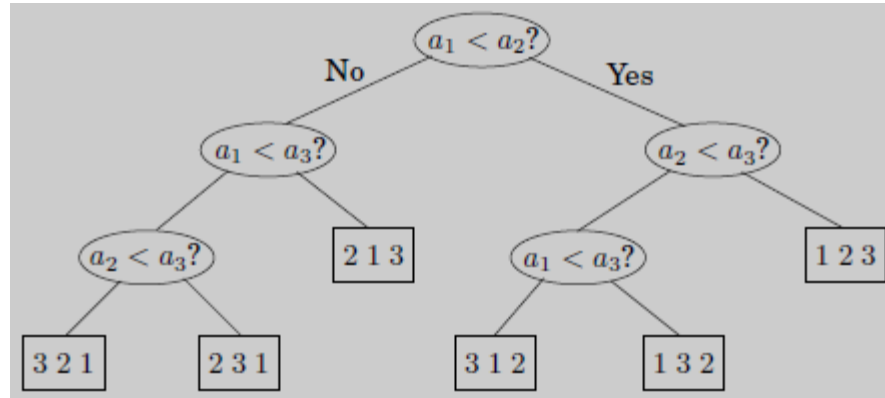 a₁ < a₂?
No Yes
a₁ < a₃? a₂ < a₃?
a₂ < a₃? 2 1 3 a₁ < a₃? 1 2 3
3 2 1 2 3 1 3 1 2 1 3 2